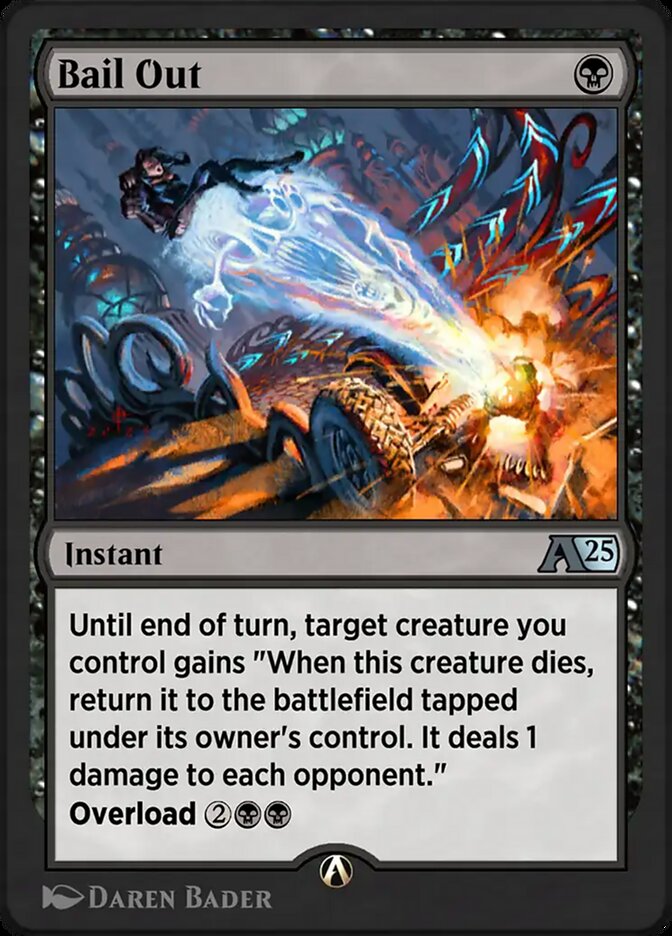 Bail Out
Instant
A25
Until end of turn, target creature you
control gains "When this creature dies,
return it to the battlefield tapped
under its owner's control. It deals 1
damage to each opponent."
Overload 2
DAREN BADER